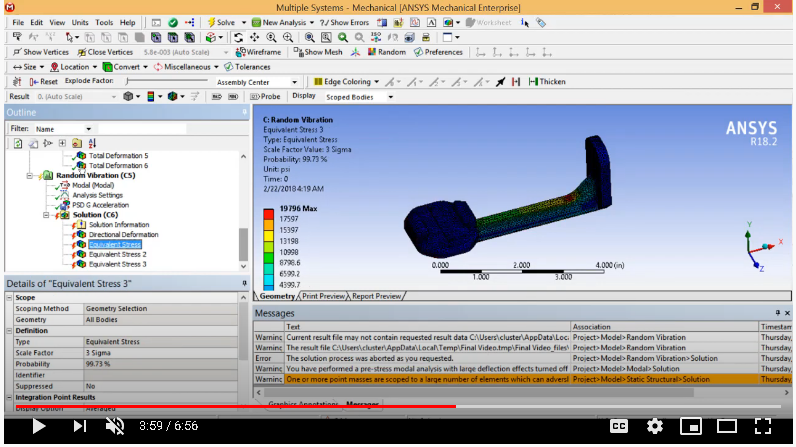 Multiple Systems - Mechanical [ANSYS Mechanical Enterprise]
File Edit View Units Tools Help Solve New Analysis ?/ Show Errors Worksheet
Show Vertices Close Vertices 5.8e-003 (Auto Scale) Wireframe Show Mesh Random Preferences
Size Location Convert Miscellaneous Tolerances
Reset Explode Factor: Assembly Center Edge Coloring Thicken
Result 0. (Auto Scale) Probe Display Scoped Bodies
Outline
Filter: Name
Total Deformation 5
Total Deformation 6
Random Vibration (C5)
Modal (Modal)
Analysis Settings
PSD G Acceleration
Solution (C6)
Solution Information
Directional Deformation
Equivalent Stress
Equivalent Stress 2
Equivalent Stress 3
Details of "Equivalent Stress 3"
Scope
Scoping Method Geometry Selection
Geometry All Bodies
Definition
Type Equivalent Stress
Scale Factor 3 Sigma
Probability 99.73 %
Identifier
Suppressed No
Integration Point Results
Display Option Averaged
C: Random Vibration
Equivalent Stress 3
Type: Equivalent Stress
Scale Factor Value: 3 Sigma
Probability: 99.73 %
Unit: psi
Time: 0
2/22/2018 4:19 AM
19796 Max
17597
15397
13198
10998
8798.6
6599.2
4399.7
ANSYS
R18.2
Y
X
Z
0.000 2.000 4.000 (in)
1.000 3.000
Geometry Print Preview Report Preview
Messages
Text Association Timestam
Warninc Current result file may not contain requested result data C:\Users\cluster\AppData\Loca Project>Model>Random Vibration Thursday,
Warninc The result file C:\Users\cluster\AppData\Local\Temp\Final Video.tmp\Final Video_files\ Project>Model>Random Vibration Thursday,
Error The solution process was aborted as you requested. Project>Model>Random Vibration>Solution Thursday,
Warninc You have performed a pre-stress modal analysis with large deflection effects turned off Project>Model>Modal>Solution Thursday,
Warninc One or more point masses are scoped to a large number of elements which can adversl Project>Model>Static Structural>Solution Thursday,
Graphics Annotations Messages
3:59 / 6:56
CC